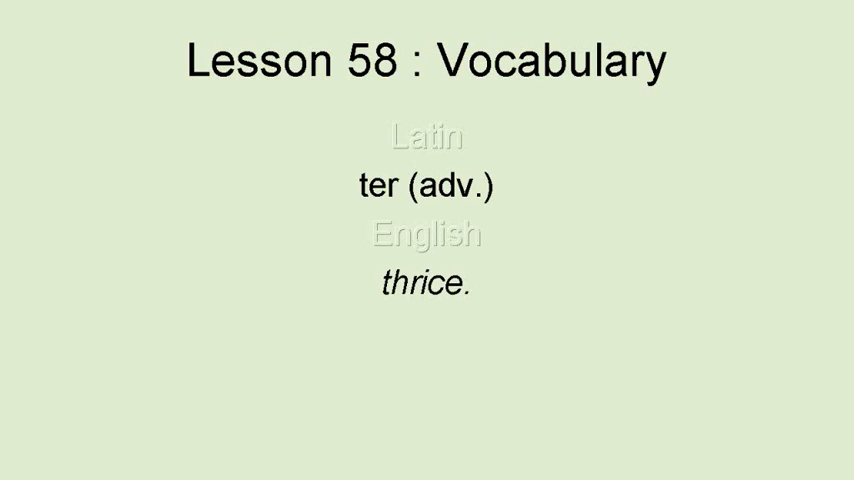 Lesson 58 : Vocabulary
Latin
ter (adv.)
English
thrice.